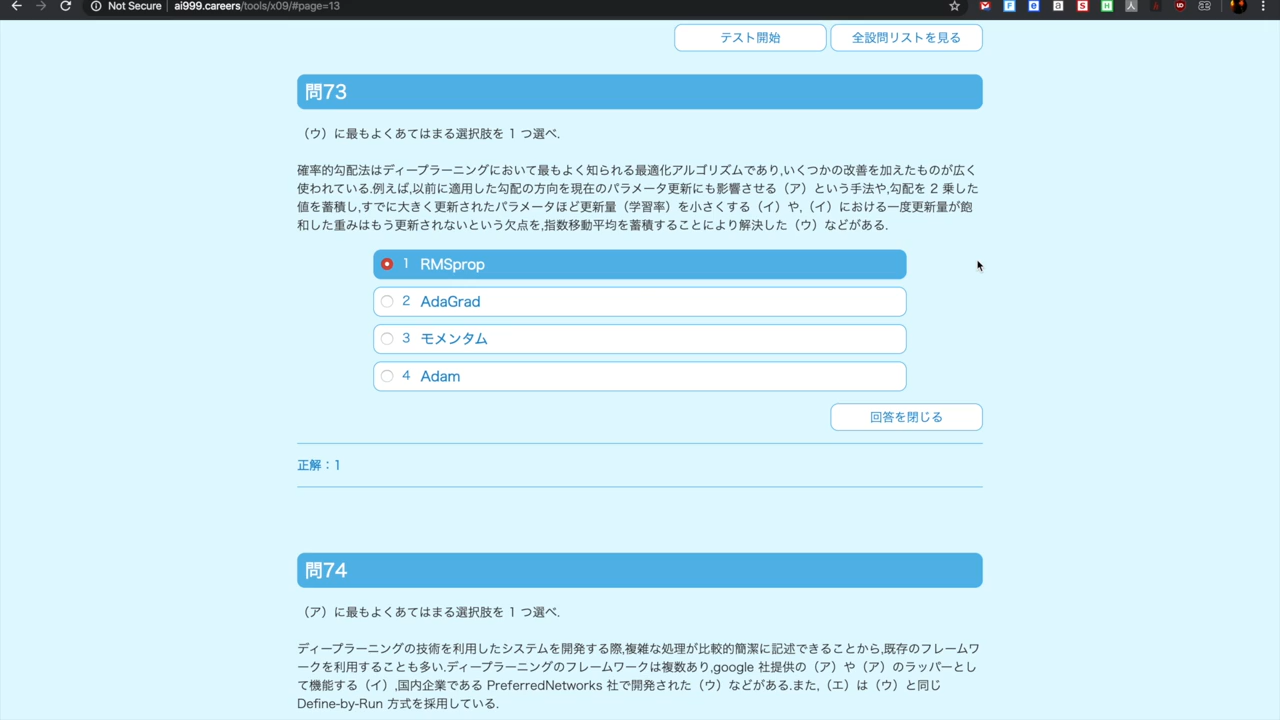 Not Secure
ai999.careers/tools/x09/#page=13
テスト開始
全設問リストを見る
問73
（ウ）に最もよくあてはまる選択肢を 1 つ選べ.
確率的勾配法はディープラーニングにおいて最もよく知られる最適化アルゴリズムであり,いくつかの改善を加えたものが広く
使われている.例えば,以前に適用した勾配の方向を現在のパラメータ更新にも影響させる（ア）という手法や,勾配を 2 乗した
値を蓄積し,すでに大きく更新されたパラメータほど更新量（学習率）を小さくする（イ）や,（イ）における一度更新量が飽
和した重みはもう更新されないという欠点を,指数移動平均を蓄積することにより解決した（ウ）などがある.
1 RMSprop
2 AdaGrad
3 モメンタム
4 Adam
回答を閉じる
正解：1
問74
（ア）に最もよくあてはまる選択肢を 1 つ選べ.
ディープラーニングの技術を利用したシステムを開発する際,複雑な処理が比較的簡潔に記述できることから,既存のフレームワ
ークを利用することも多い.ディープラーニングのフレームワークは複数あり,google 社提供の（ア）や（ア）のラッパーとし
て機能する（イ）,国内企業である PreferredNetworks 社で開発された（ウ）などがある.また,（エ）は（ウ）と同じ
Define-by-Run 方式を採用している.